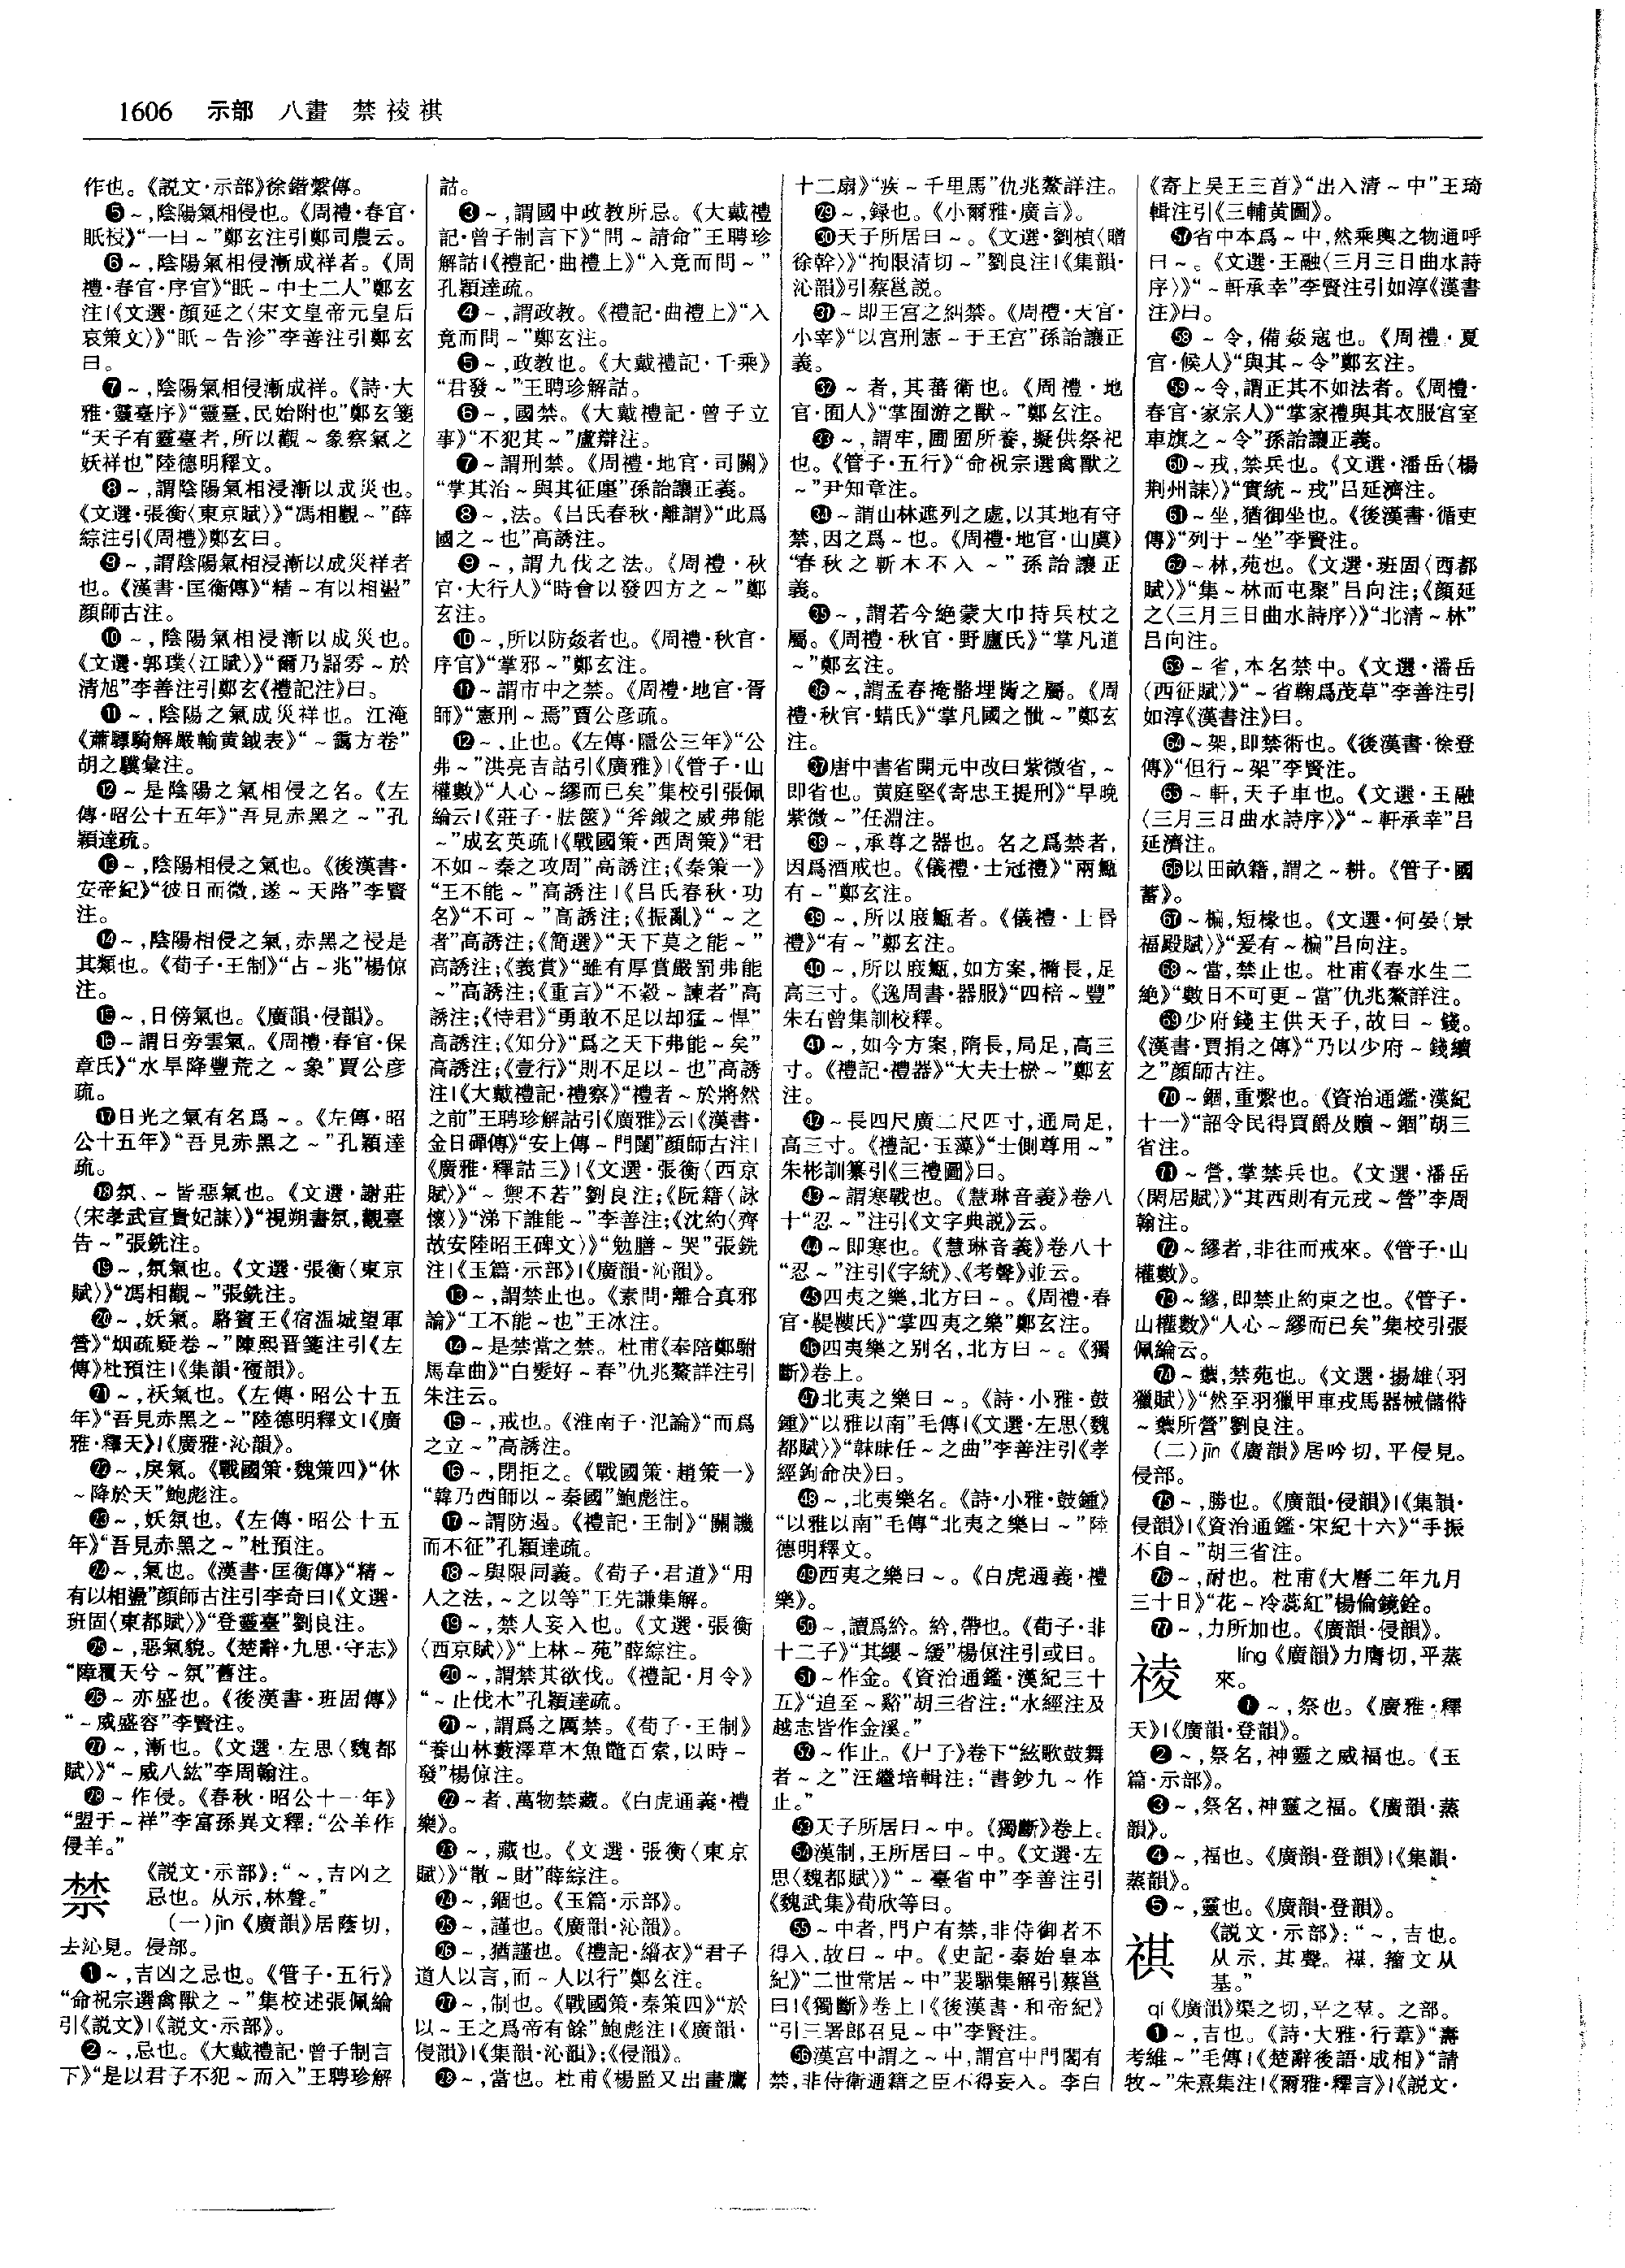 1606 示部 八畫 禁祾祺
作也。《説文·示部》徐鍇繫傳。
❺～,陰陽氣相侵也。《周禮·春官·
眡祲》“一曰～”鄭玄注引鄭司農云。
❻～,陰陽氣相侵漸成祥者。《周
禮·春官·序官》“眡～中士二人”鄭玄
注|《文選·顔延之〈宋文皇帝元皇后
哀策文〉》“眡～告沴”李善注引鄭玄
曰。
❼～,陰陽氣相侵漸成祥。《詩·大
雅·靈臺序》“靈臺,民始附也”鄭玄箋
“天子有靈臺者,所以觀～象察氣之
妖祥也”陸德明釋文。
❽～,謂陰陽氣相浸漸以成災也。
《文選·張衡〈東京賦〉》“馮相觀～”薛
綜注引《周禮》鄭玄曰。
❾～,謂陰陽氣相浸漸以成災祥者
也。《漢書·匡衡傳》“精～有以相盪”
顔師古注。
❿～,陰陽氣相浸漸以成災也。
《文選·郭璞〈江賦〉》“爾乃䨴雰～於
清旭”李善注引鄭玄《禮記注》曰。
⓫～,陰陽之氣成災祥也。江淹
《蕭驃騎解嚴輸黄鉞表》“～靄方卷”
胡之驥彙注。
⓬～是陰陽之氣相侵之名。《左
傳·昭公十五年》“吾見赤黑之～”孔
穎達疏。
⓭～,陰陽相侵之氣也。《後漢書·
安帝紀》“彼日而微,遂～天路”李賢
注。
⓮～,陰陽相侵之氣,赤黑之祲是
其類也。《荀子·王制》“占～兆”楊倞
注。
⓯～,日傍氣也。《廣韻·侵韻》。
⓰～謂日旁雲氣。《周禮·春官·保
章氏》“水旱降豐荒之～象”賈公彦
疏。
⓱日光之氣有名爲～。《左傳·昭
公十五年》“吾見赤黑之～”孔穎達
疏。
⓲氛、～皆惡氣也。《文選·謝莊
〈宋孝武宣貴妃誄〉》“視朔書氛,觀臺
告～”張銑注。
⓳～,氛氣也。《文選·張衡〈東京
賦〉》“馮相觀～”張銑注。
⓴～,妖氣。駱賓王《宿温城望軍
營》“烟疏疑卷～”陳熙晉箋注引《左
傳》杜預注|《集韻·寑韻》。
㉑～,祅氣也。《左傳·昭公十五
年》“吾見赤黑之～”陸德明釋文|《廣
雅·釋天》|《廣雅·沁韻》。
㉒～,戾氣。《戰國策·魏策四》“休
～降於天”鮑彪注。
㉓～,妖氛也。《左傳·昭公十五
年》“吾見赤黑之～”杜預注。
㉔～,氣也。《漢書·匡衡傳》“精～
有以相盪”顔師古注引李奇曰|《文選·
班固〈東都賦〉》“登靈臺”劉良注。
㉕～,惡氣貌。《楚辭·九思·守志》
“障覆天兮～氛”舊注。
㉖～亦盛也。《後漢書·班固傳》
“～威盛容”李賢注。
㉗～,漸也。《文選·左思〈魏都
賦〉》“～威八紘”李周翰注。
㉘～作侵。《春秋·昭公十一年》
“盟于～祥”李富孫異文釋:“公羊作
侵羊。”
禁 《説文·示部》:“～,吉凶之
忌也。从示,林聲。”
(一)jìn《廣韻》居蔭切,
去沁見。侵部。
❶～,吉凶之忌也。《管子·五行》
“命祝宗選禽獸之～”集校述張佩綸
引《説文》|《説文·示部》。
❷～,忌也。《大戴禮記·曾子制言
下》“是以君子不犯～而入”王聘珍解
詁。
❸～,謂國中政教所忌。《大戴禮
記·曾子制言下》“問～請命”王聘珍
解詁|《禮記·曲禮上》“入竟而問～”
孔穎達疏。
❹～,謂政教。《禮記·曲禮上》“入
竟而問～”鄭玄注。
❺～,政教也。《大戴禮記·千乘》
“君發～”王聘珍解詁。
❻～,國禁。《大戴禮記·曾子立
事》“不犯其～”盧辯注。
❼～謂刑禁。《周禮·地官·司關》
“掌其治～與其征廛”孫詒讓正義。
❽～,法。《吕氏春秋·離謂》“此爲
國之～也”高誘注。
❾～,謂九伐之法。《周禮·秋
官·大行人》“時會以發四方之～”鄭
玄注。
❿～,所以防姦者也。《周禮·秋官·
序官》“掌邪～”鄭玄注。
⓫～謂市中之禁。《周禮·地官·胥
師》“憲刑～焉”賈公彦疏。
⓬～,止也。《左傳·隱公三年》“公
弗～”洪亮吉詁引《廣雅》|《管子·山
權數》“人心～繆而已矣”集校引張佩
綸云|《莊子·胠篋》“斧鉞之威弗能
～”成玄英疏|《戰國策·西周策》“君
不如～秦之攻周”高誘注;《秦策一》
“王不能～”高誘注|《吕氏春秋·功
名》“不可～”高誘注;《振亂》“～之
者”高誘注;《簡選》“天下莫之能～”
高誘注;《義賞》“雖有厚賞嚴罰弗能
～”高誘注;《重言》“不穀～諫者”高
誘注;《恃君》“勇敢不足以却猛～悍”
高誘注;《知分》“爲之天下弗能～矣”
高誘注;《壹行》“則不足以～也”高誘
注|《大戴禮記·禮察》“禮者～於將然
之前”王聘珍解詁引《廣雅》云|《漢書·
金日磾傳》“安上傳～門闥”顔師古注|
《廣雅·釋詁三》|《文選·張衡〈西京
賦〉》“～禦不若”劉良注;《阮籍〈詠
懷〉》“涕下誰能～”李善注;《沈約〈齊
故安陸昭王碑文〉》“勉膳～哭”張銑
注|《玉篇·示部》|《廣韻·沁韻》。
⓭～,謂禁止也。《素問·離合真邪
論》“工不能～也”王冰注。
⓮～是禁當之禁。杜甫《奉陪鄭駙
馬韋曲》“白髮好～春”仇兆鰲詳注引
朱注云。
⓯～,戒也。《淮南子·氾論》“而爲
之立～”高誘注。
⓰～,閉拒之。《戰國策·趙策一》
“韓乃西師以～秦國”鮑彪注。
⓱～謂防遏。《禮記·王制》“關譏
而不征”孔穎達疏。
⓲～與限同義。《荀子·君道》“用
人之法,～之以等”王先謙集解。
⓳～,禁人妄入也。《文選·張衡
〈西京賦〉》“上林～苑”薛綜注。
⓴～,謂禁其欲伐。《禮記·月令》
“～止伐木”孔穎達疏。
㉑～,謂爲之厲禁。《荀子·王制》
“養山林藪澤草木魚鼈百索,以時～
發”楊倞注。
㉒～者,萬物禁藏。《白虎通義·禮
樂》。
㉓～,藏也。《文選·張衡〈東京
賦〉》“散～財”薛綜注。
㉔～,錮也。《玉篇·示部》。
㉕～,謹也。《廣韻·沁韻》。
㉖～,猶謹也。《禮記·緇衣》“君子
道人以言,而～人以行”鄭玄注。
㉗～,制也。《戰國策·秦策四》“於
以～王之爲帝有餘”鮑彪注|《廣韻·
侵韻》|《集韻·沁韻》;《侵韻》。
㉘～,當也。杜甫《楊監又出畫鷹
十二扇》“疾～千里馬”仇兆鰲詳注。
㉙～,録也。《小爾雅·廣言》。
㉚天子所居曰～。《文選·劉楨〈贈
徐幹〉》“拘限清切～”劉良注|《集韻·
沁韻》引蔡邕説。
㉛～即王宫之糾禁。《周禮·天官·
小宰》“以宫刑憲～于王宫”孫詒讓正
義。
㉜～者,其蕃衛也。《周禮·地
官·囿人》“掌囿游之獸～”鄭玄注。
㉝～,謂牢,圃囿所養,擬供祭祀
也。《管子·五行》“命祝宗選禽獸之
～”尹知章注。
㉞～謂山林遮列之處,以其地有守
禁,因之爲～也。《周禮·地官·山虞》
“春秋之斬木不入～”孫詒讓正
義。
㉟～,謂若今絶蒙大巾持兵杖之
屬。《周禮·秋官·野廬氏》“掌凡道
～”鄭玄注。
㊱～,謂孟春掩骼埋胔之屬。《周
禮·秋官·蜡氏》“掌凡國之骴～”鄭玄
注。
㊲唐中書省開元中改曰紫微省,～
即省也。黄庭堅《寄忠玉提刑》“早晚
紫微～”任淵注。
㊳～,承尊之器也。名之爲禁者,
因爲酒戒也。《儀禮·士冠禮》“兩甒
有～”鄭玄注。
㊴～,所以庪甒者。《儀禮·士昏
禮》“有～”鄭玄注。
㊵～,所以庪甒,如方案,橢長,足
高三寸。《逸周書·器服》“四棓～豐”
朱右曾集訓校釋。
㊶～,如今方案,隋長,局足,高三
寸。《禮記·禮器》“大夫士棜～”鄭玄
注。
㊷～長四尺廣二尺四寸,通局足,
高三寸。《禮記·玉藻》“士側尊用～”
朱彬訓纂引《三禮圖》曰。
㊸～謂寒戰也。《慧琳音義》卷八
十“忍～”注引《文字典説》云。
㊹～即寒也。《慧琳音義》卷八十
“忍～”注引《字統》、《考聲》並云。
㊺四夷之樂,北方曰～。《周禮·春
官·鞮鞻氏》“掌四夷之樂”鄭玄注。
㊻四夷樂之别名,北方曰～。《獨
斷》卷上。
㊼北夷之樂曰～。《詩·小雅·鼓
鍾》“以雅以南”毛傳|《文選·左思〈魏
都賦〉》“韎昧任～之曲”李善注引《孝
經鉤命決》曰。
㊽～,北夷樂名。《詩·小雅·鼓鍾》
“以雅以南”毛傳“北夷之樂曰～”陸
德明釋文。
㊾西夷之樂曰～。《白虎通義·禮
樂》。
㊿～,讀爲紟。紟,帶也。《荀子·非
十二子》“其纓～緩”楊倞注引或曰。
51～作金。《資治通鑑·漢紀三十
五》“追至～谿”胡三省注:“水經注及
越志皆作金溪。”
52～作止。《尸子》卷下“絃歌鼓舞
者～之”汪繼培輯注:“書鈔九～作
止。”
53天子所居曰～中。《獨斷》卷上。
54漢制,王所居曰～中。《文選·左
思〈魏都賦〉》“～臺省中”李善注引
《魏武集》荀欣等曰。
55～中者,門户有禁,非侍御者不
得入,故曰～中。《史記·秦始皇本
紀》“二世常居～中”裴駰集解引蔡邕
曰|《獨斷》卷上|《後漢書·和帝紀》
“引三署郎召見～中”李賢注。
56漢宫中謂之～中,謂宫中門閤有
禁,非侍衛通籍之臣不得妄入。李白
《寄上吴王三首》“出入清～中”王琦
輯注引《三輔黄圖》。
57省中本爲～中,然乘輿之物通呼
曰～。《文選·王融〈三月三日曲水詩
序〉》“～軒承幸”李賢注引如淳《漢書
注》曰。
58～令,備姦寇也。《周禮·夏
官·候人》“與其～令”鄭玄注。
59～令,謂正其不如法者。《周禮·
春官·家宗人》“掌家禮與其衣服宫室
車旗之～令”孫詒讓正義。
60～戎,禁兵也。《文選·潘岳〈楊
荆州誄〉》“實統～戎”吕延濟注。
61～坐,猶御坐也。《後漢書·循吏
傳》“列于～坐”李賢注。
62～林,苑也。《文選·班固〈西都
賦〉》“集～林而屯聚”吕向注;《顔延
之〈三月三日曲水詩序〉》“北清～林”
吕向注。
63～省,本名禁中。《文選·潘岳
〈西征賦〉》“～省鞠爲茂草”李善注引
如淳《漢書注》曰。
64～架,即禁術也。《後漢書·徐登
傳》“但行～架”李賢注。
65～軒,天子車也。《文選·王融
〈三月三日曲水詩序〉》“～軒承幸”吕
延濟注。
66以田畝籍,謂之～耕。《管子·國
蓄》。
67～楄,短椽也。《文選·何晏〈景
福殿賦〉》“爰有～楄”吕向注。
68～當,禁止也。杜甫《春水生二
絶》“數日不可更～當”仇兆鰲詳注。
69少府錢主供天子,故曰～錢。
《漢書·賈捐之傳》“乃以少府～錢續
之”顔師古注。
70～錮,重繫也。《資治通鑑·漢紀
十一》“詔令民得買爵及贖～錮”胡三
省注。
71～營,掌禁兵也。《文選·潘岳
〈閑居賦〉》“其西則有元戎～營”李周
翰注。
72～繆者,非往而戒來。《管子·山
權數》。
73～繆,即禁止約束之也。《管子·
山權數》“人心～繆而已矣”集校引張
佩綸云。
74～籞,禁苑也。《文選·揚雄〈羽
獵賦〉》“然至羽獵甲車戎馬器械儲偫
～籞所營”劉良注。
(二)jīn《廣韻》居吟切,平侵見。
侵部。
75～,勝也。《廣韻·侵韻》|《集韻·
侵韻》|《資治通鑑·宋紀十六》“手振
不自～”胡三省注。
76～,耐也。杜甫《大曆二年九月
三十日》“花～冷蕊紅”楊倫鏡銓。
77～,力所加也。《廣韻·侵韻》。
祾 líng《廣韻》力膺切,平蒸
來。
❶～,祭也。《廣雅·釋
天》|《廣韻·登韻》。
❷～,祭名,神靈之威福也。《玉
篇·示部》。
❸～,祭名,神靈之福。《廣韻·蒸
韻》。
❹～,福也。《廣韻·登韻》|《集韻·
蒸韻》。
❺～,靈也。《廣韻·登韻》。
祺 《説文·示部》:“～,吉也。
从示,其聲。禥,籀文从
基。”
qí《廣韻》渠之切,平之羣。之部。
❶～,吉也。《詩·大雅·行葦》“壽
考維～”毛傳|《楚辭後語·成相》“請
牧～”朱熹集注|《爾雅·釋言》|《説文·